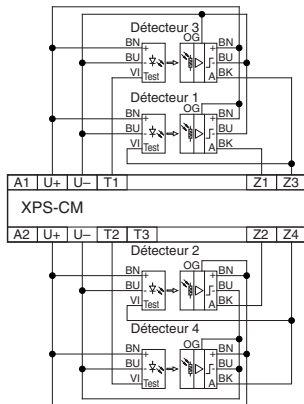 Détecteur 3
OG
BN + BN
BU - BU
VI Test A BK
Détecteur 1
OG
BN + BN
BU - BU
VI Test A BK
A1 U+ U– T1 Z1 Z3
XPS-CM
A2 U+ U– T2 T3 Z2 Z4
Détecteur 2
OG
BN + BN
BU - BU
VI Test A BK
Détecteur 4
OG
BN + BN
BU - BU
VI Test A BK